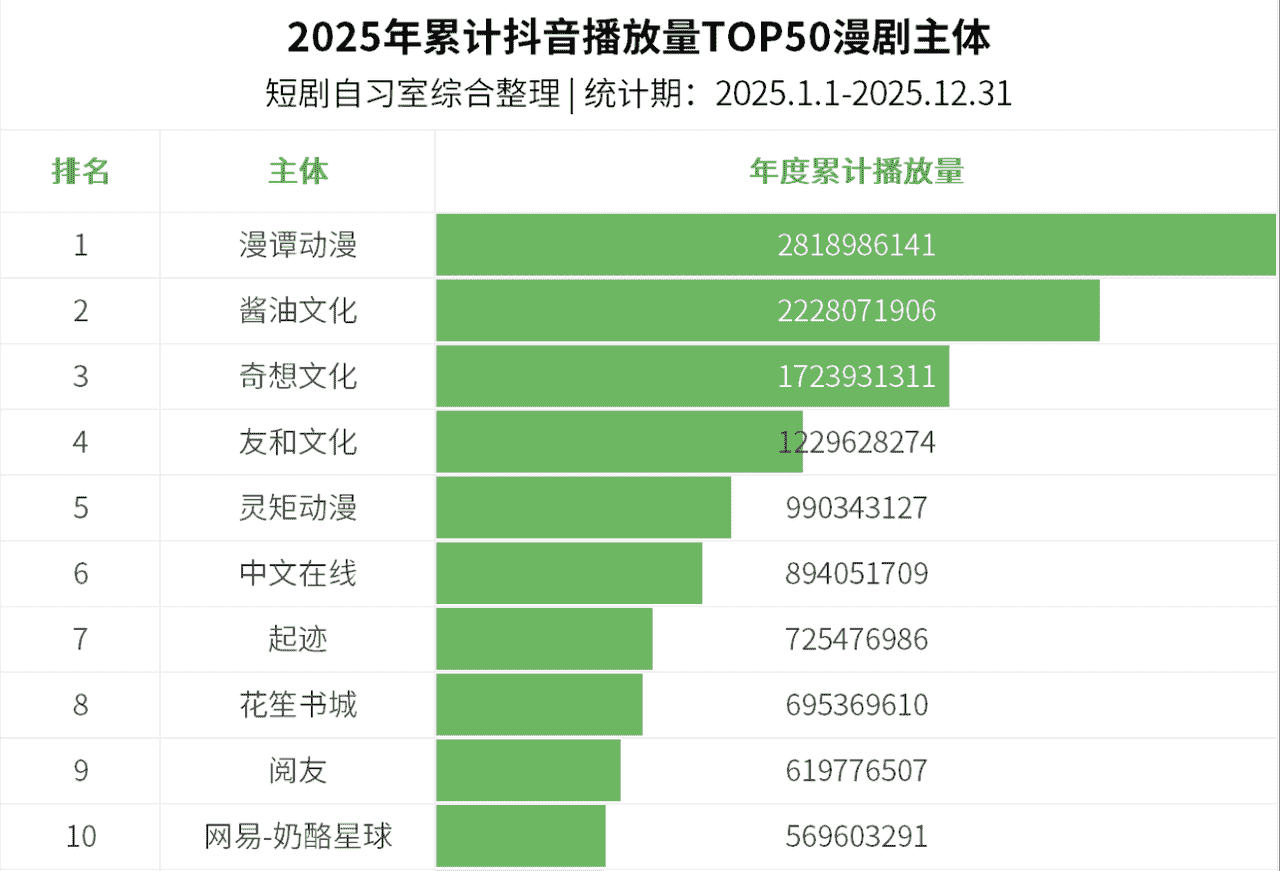 2025年累计抖音播放量TOP50漫剧主体
短剧自习室综合整理 | 统计期：2025.1.1-2025.12.31
排名 主体 年度累计播放量
1 漫谭动漫 2818986141
2 酱油文化 2228071906
3 奇想文化 1723931311
4 友和文化 1229628274
5 灵矩动漫 990343127
6 中文在线 894051709
7 起迹 725476986
8 花笙书城 695369610
9 阅友 619776507
10 网易-奶酪星球 569603291